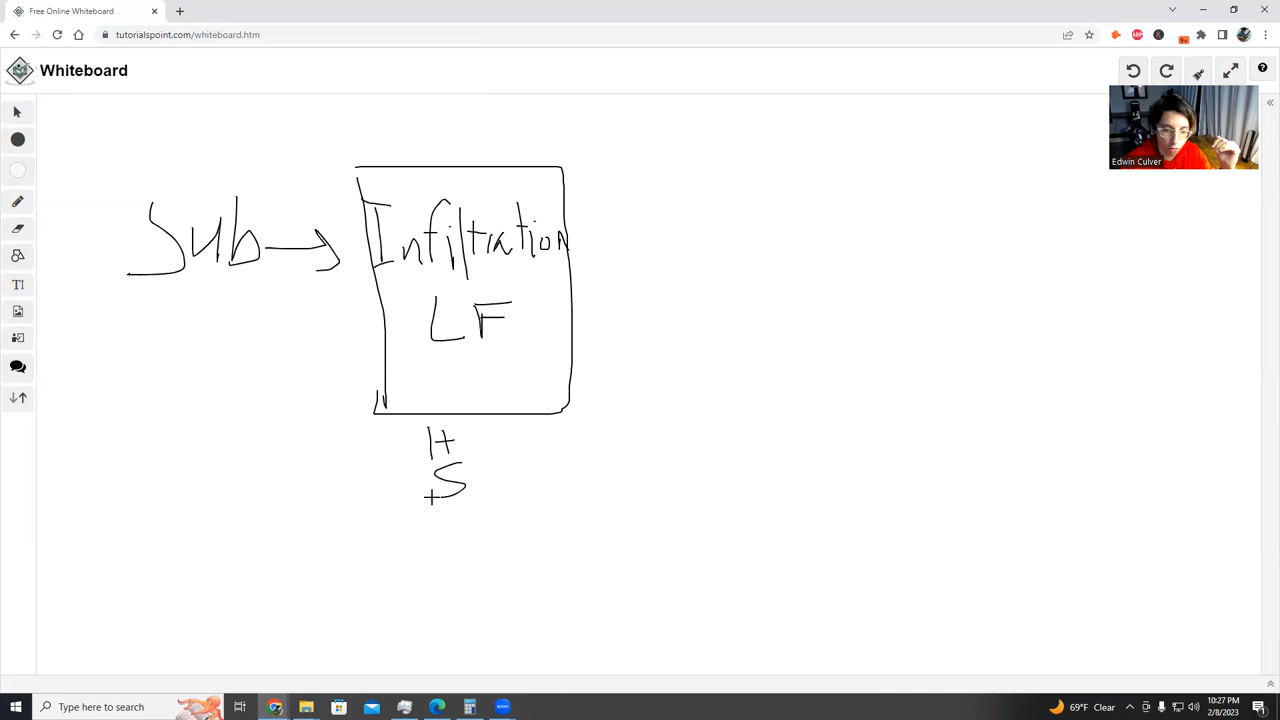 Free Online Whiteboard
tutorialspoint.com/whiteboard.htm
Whiteboard
Edwin Culver
Sub → Infiltration
LF
1+
S
Type here to search
69°F Clear
10:27 PM
2/8/2023